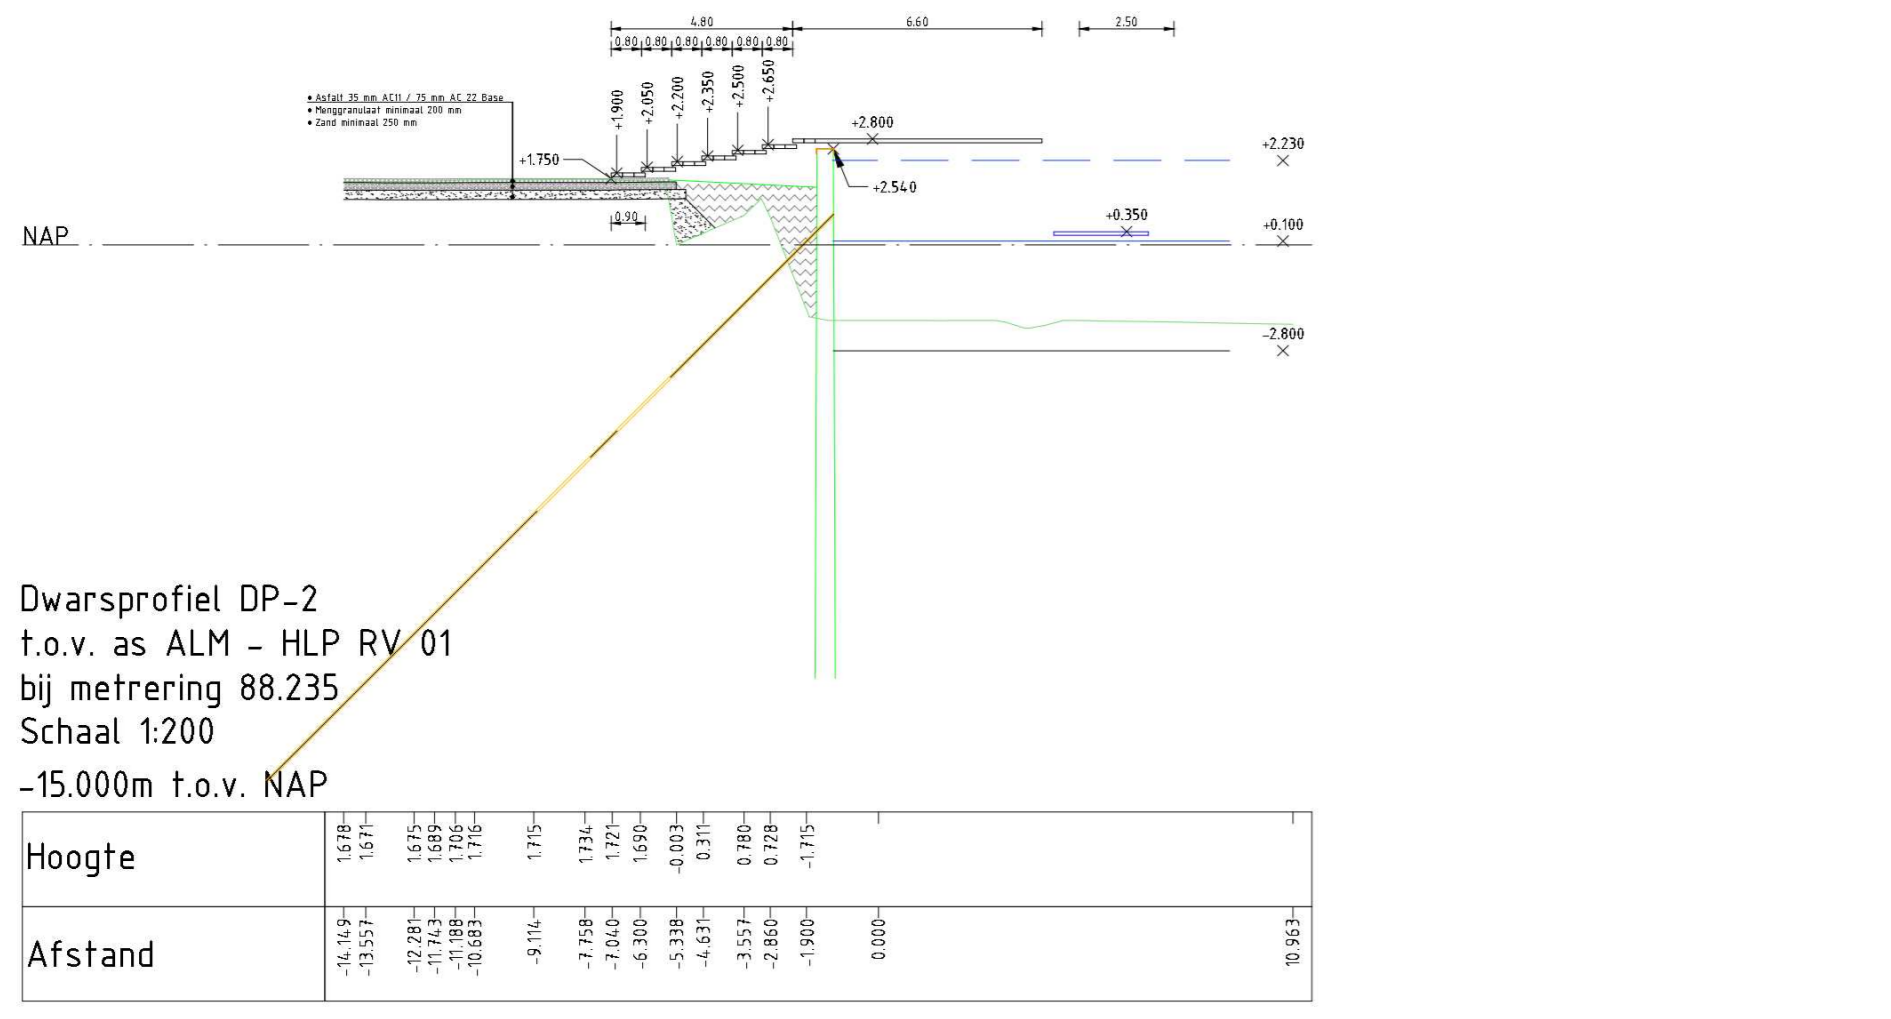 4.80 6.60 2.50
0.80 0.80 0.80 0.80 0.80 0.80
• Asfalt 35 mm AC11 / 75 mm AC 22 Base
• Menggranulaat minimaal 200 mm
• Zand minimaal 250 mm
+1.900 +2.050 +2.200 +2.350 +2.500 +2.650
+2.800
+2.230
+1.750
+2.540
0.90
+0.350
+0.100
NAP
-2.800
Dwarsprofiel DP-2
t.o.v. as ALM - HLP RV 01
bij metrering 88.235
Schaal 1:200
-15.000m t.o.v. NAP
Hoogte 1.678 1.671 1.675 1.689 1.706 1.716 1.715 1.734 1.721 1.690 -0.003 0.311 0.780 0.728 -1.715
Afstand -14.149 -13.557 -12.281 -11.743 -11.188 -10.683 -9.114 -7.758 -7.040 -6.300 -5.338 -4.631 -3.557 -2.860 -1.900 0.000 10.963